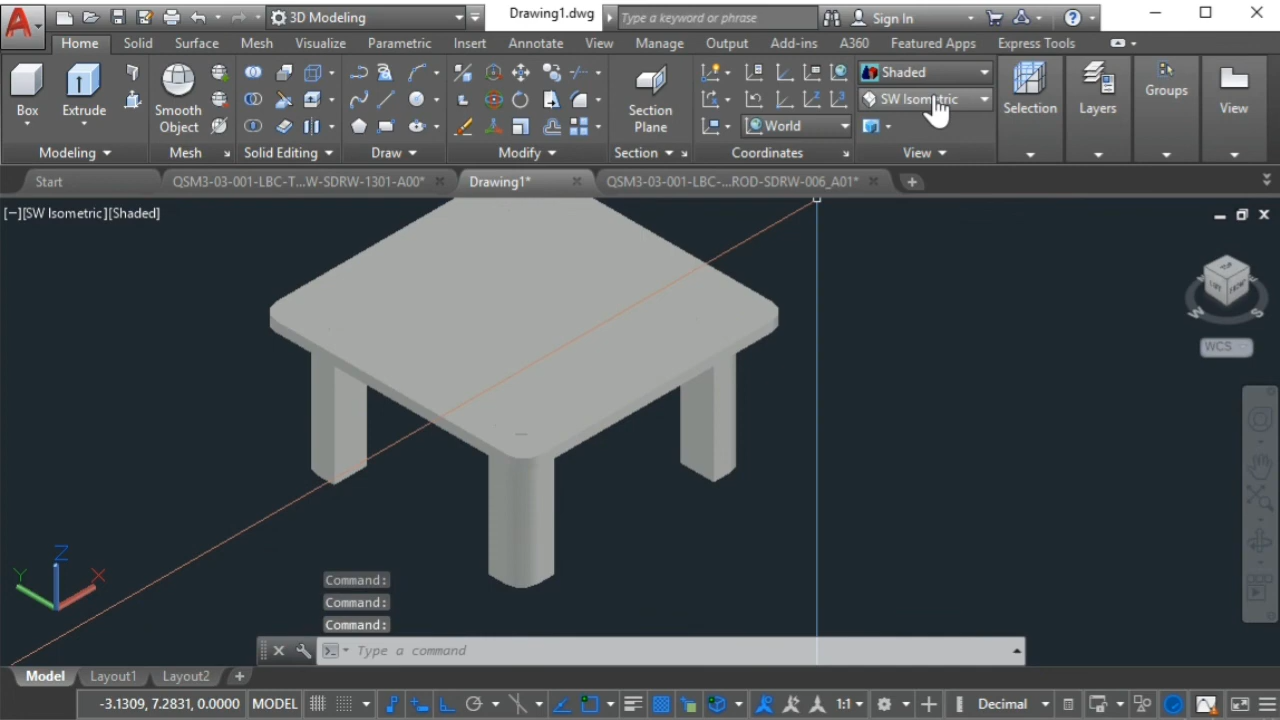 3D Modeling
Drawing1.dwg
Type a keyword or phrase
Sign In
Home Solid Surface Mesh Visualize Parametric Insert Annotate View Manage Output Add-ins A360 Featured Apps Express Tools
Box
Extrude
Smooth
Object
Section
Plane
World
Shaded
SW Isometric
Selection
Layers
Groups
View
Modeling Mesh Solid Editing Draw Modify Section Coordinates View
Start
QSM3-03-001-LBC-T...W-SDRW-1301-A00*
Drawing1*
QSM3-03-001-LBC-...ROD-SDRW-006_A01*
[−][SW Isometric][Shaded]
TOP
LEFT
FRONT
W
S
WCS
Z
Y
X
Command:
Command:
Command:
Type a command
Model Layout1 Layout2
-3.1309, 7.2831, 0.0000 MODEL 1:1 Decimal